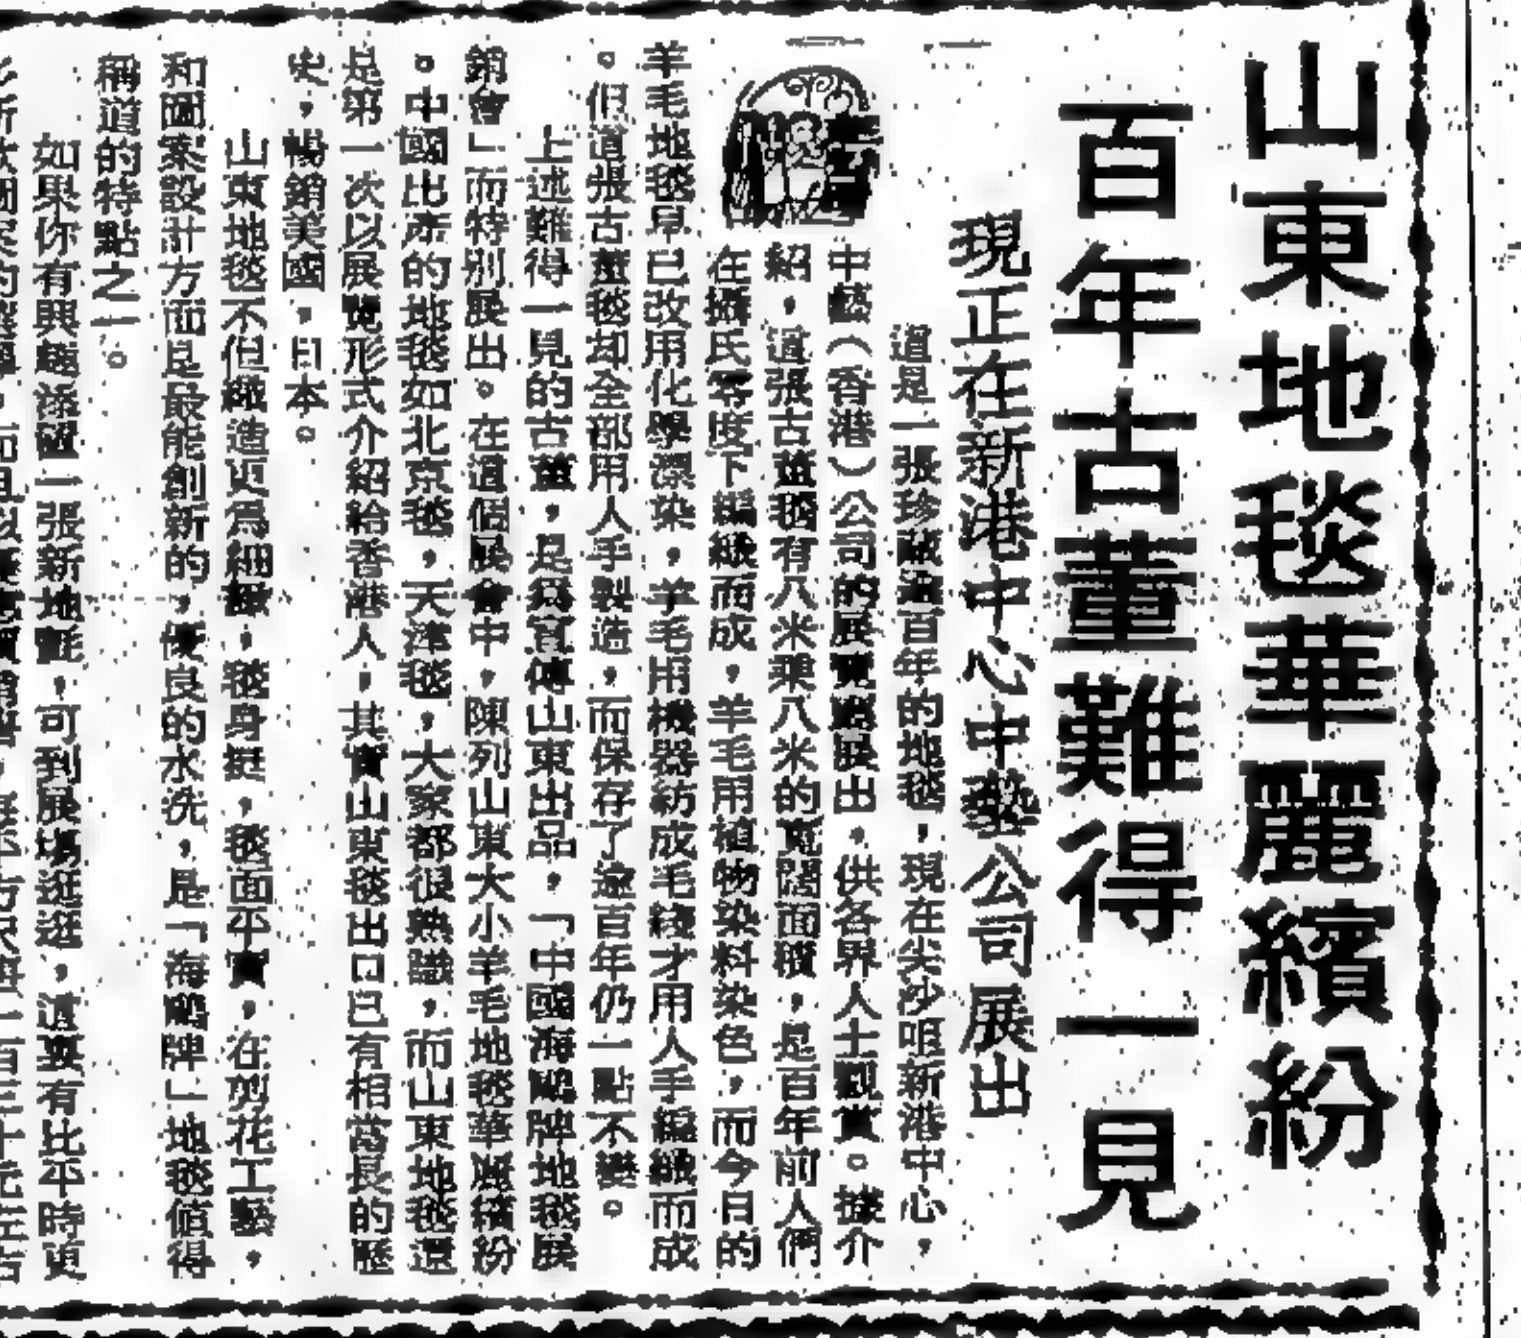 山東地毯華麗繽紛
百年古董難得一見
現正在新港中心中藝公司展出
這是一張珍藏逾百年的地毯，現在尖沙咀新港中心，
中藝（香港）公司的展覽廳展出，供各界人士觀賞。據介
紹，這張古董毯有八米乘八米的寬闊面積，是百年前人們
在攝氏零度下編織而成，羊毛用植物染料染色，而今日的
羊毛地毯早已改用化學漂染，羊毛用機器紡成毛綫才用人手編織而成
。但這張古董毯却全部用人手製造，而保存了逾百年仍一點不變。
上述難得一見的古董，是爲宣傳山東出品，「中國海鷗牌地毯展
銷會」而特別展出。在這個展會中，陳列山東大小羊毛地毯華麗繽紛
。中國出產的地毯如北京毯，天津毯，大家都很熟識，而山東地毯還
是第一次以展覽形式介紹給香港人，其實山東毯出口已有相當長的歷
史，暢銷美國，日本。
山東地毯不但織造更爲細緻，毯身挺，毯面平實，在剪花工藝，
和圖案設計方面是最能創新的，優良的水洗，是「海鷗牌」地毯值得
稱道的特點之一。
如果你有興趣添置一張新地氈，可到展場逛逛，這裏有比平時更